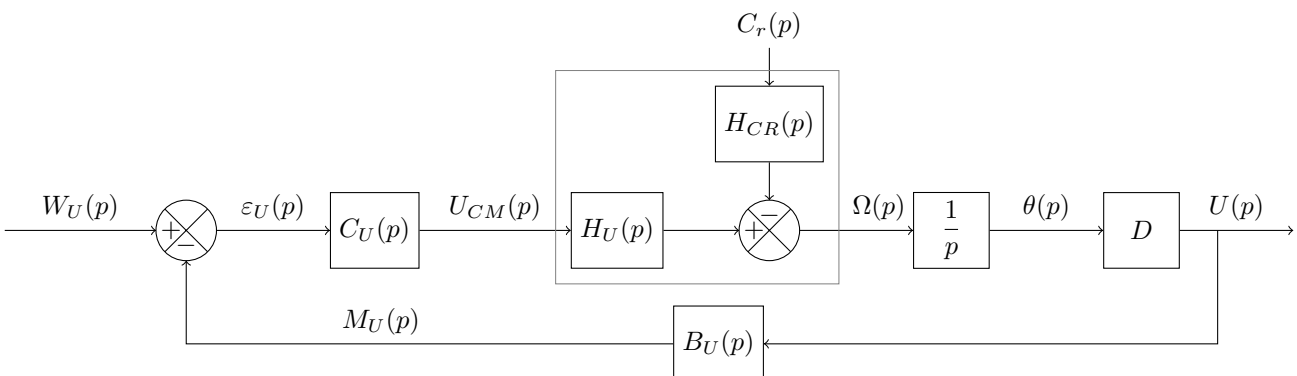 C_r(p)
H_{CR}(p)
W_U(p)
+
−
ε_U(p)
C_U(p)
U_{CM}(p)
H_U(p)
+
−
Ω(p)
1/p
θ(p)
D
U(p)
M_U(p)
B_U(p)